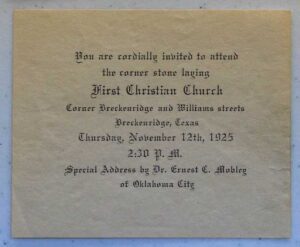 You are cordially invited to attend
the corner stone laying
First Christian Church
Corner Breckenridge and Williams streets
Breckenridge, Texas
Thursday, November 12th, 1925
2:30 P. M.
Special Address by Dr. Ernest C. Mobley
of Oklahoma City